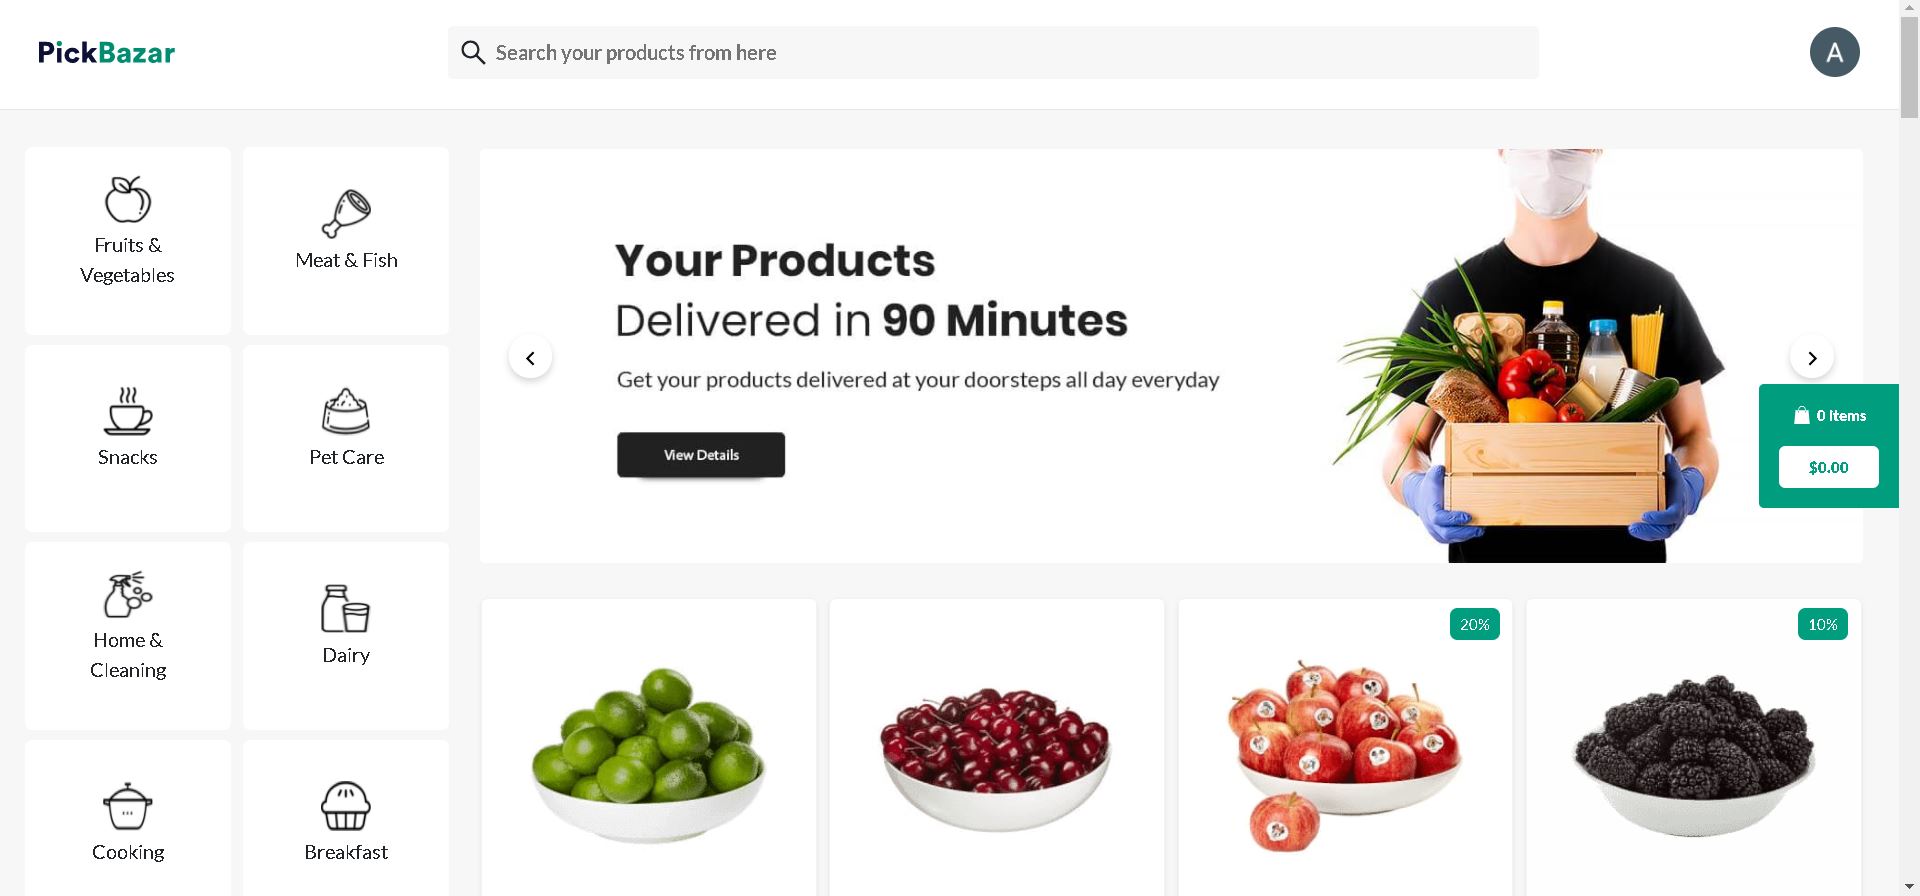 PickBazar
Search your products from here
A
Fruits &
Vegetables
Meat & Fish
Snacks
Pet Care
Home &
Cleaning
Dairy
Cooking
Breakfast
Your Products
Delivered in 90 Minutes
Get your products delivered at your doorsteps all day everyday
View Details
0 Items
$0.00
20%
10%